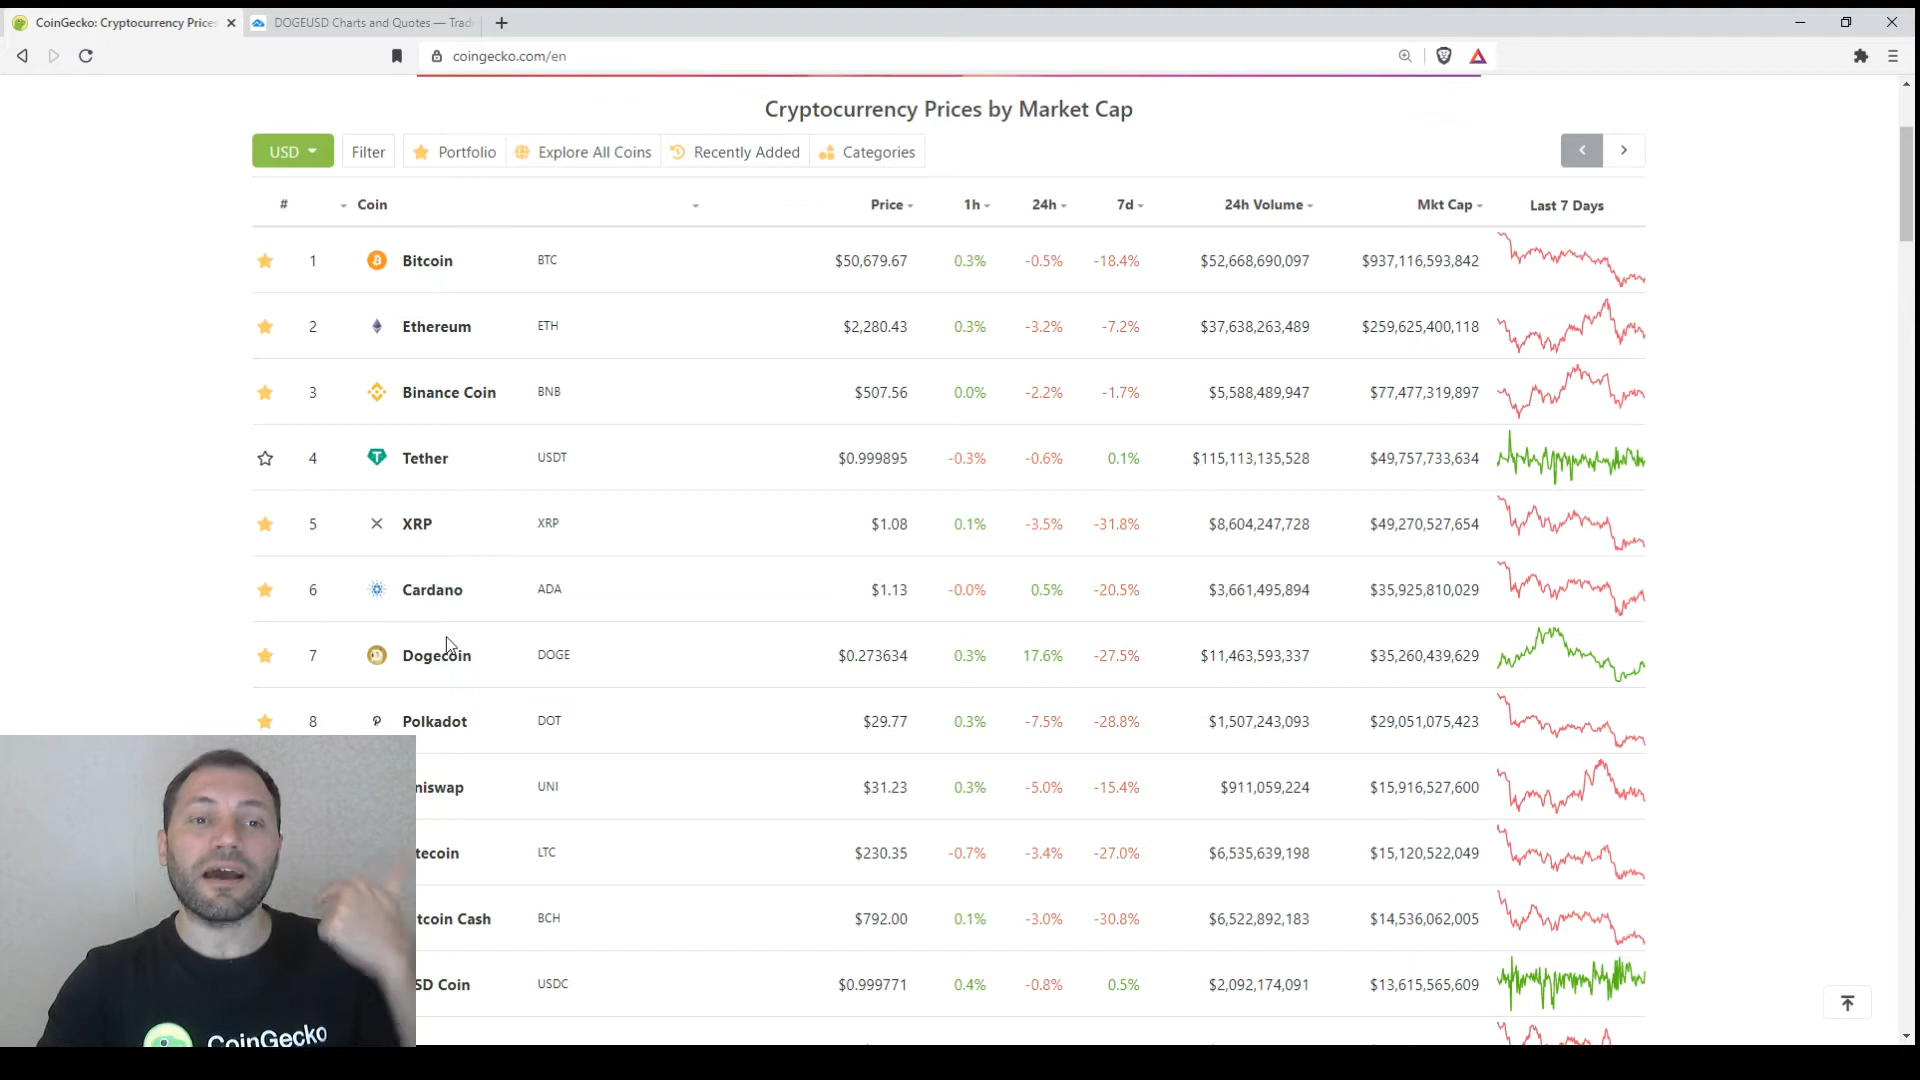 CoinGecko: Cryptocurrency Prices
DOGEUSD Charts and Quotes — Trad
coingecko.com/en
Cryptocurrency Prices by Market Cap
USD Filter Portfolio Explore All Coins Recently Added Categories
# Coin Price 1h 24h 7d 24h Volume Mkt Cap Last 7 Days
1 Bitcoin BTC $50,679.67 0.3% -0.5% -18.4% $52,668,690,097 $937,116,593,842
2 Ethereum ETH $2,280.43 0.3% -3.2% -7.2% $37,638,263,489 $259,625,400,118
3 Binance Coin BNB $507.56 0.0% -2.2% -1.7% $5,588,489,947 $77,477,319,897
4 Tether USDT $0.999895 -0.3% -0.6% 0.1% $115,113,135,528 $49,757,733,634
5 XRP XRP $1.08 0.1% -3.5% -31.8% $8,604,247,728 $49,270,527,654
6 Cardano ADA $1.13 -0.0% 0.5% -20.5% $3,661,495,894 $35,925,810,029
7 Dogecoin DOGE $0.273634 0.3% 17.6% -27.5% $11,463,593,337 $35,260,439,629
8 Polkadot DOT $29.77 0.3% -7.5% -28.8% $1,507,243,093 $29,051,075,423
niswap UNI $31.23 0.3% -5.0% -15.4% $911,059,224 $15,916,527,600
tecoin LTC $230.35 -0.7% -3.4% -27.0% $6,535,639,198 $15,120,522,049
tcoin Cash BCH $792.00 0.1% -3.0% -30.8% $6,522,892,183 $14,536,062,005
SD Coin USDC $0.999771 0.4% -0.8% 0.5% $2,092,174,091 $13,615,565,609
CoinGecko